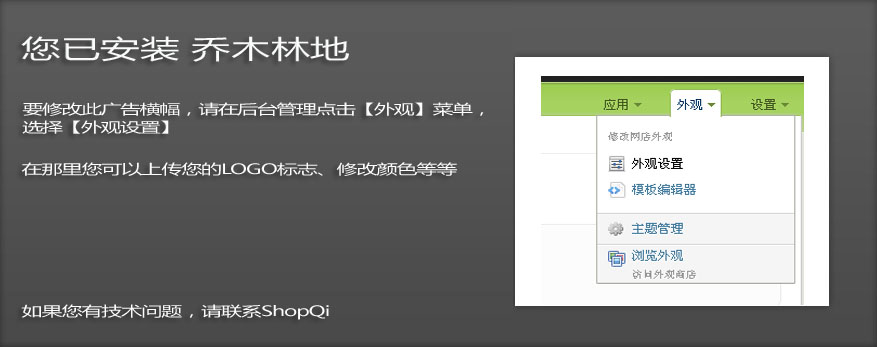 您已安装 乔木林地
要修改此广告横幅，请在后台管理点击【外观】菜单，
选择【外观设置】
在那里您可以上传您的LOGO标志、修改颜色等等
如果您有技术问题，请联系ShopQi
应用 外观 设置
修改网店外观
外观设置
模板编辑器
主题管理
浏览外观
访问外观商店